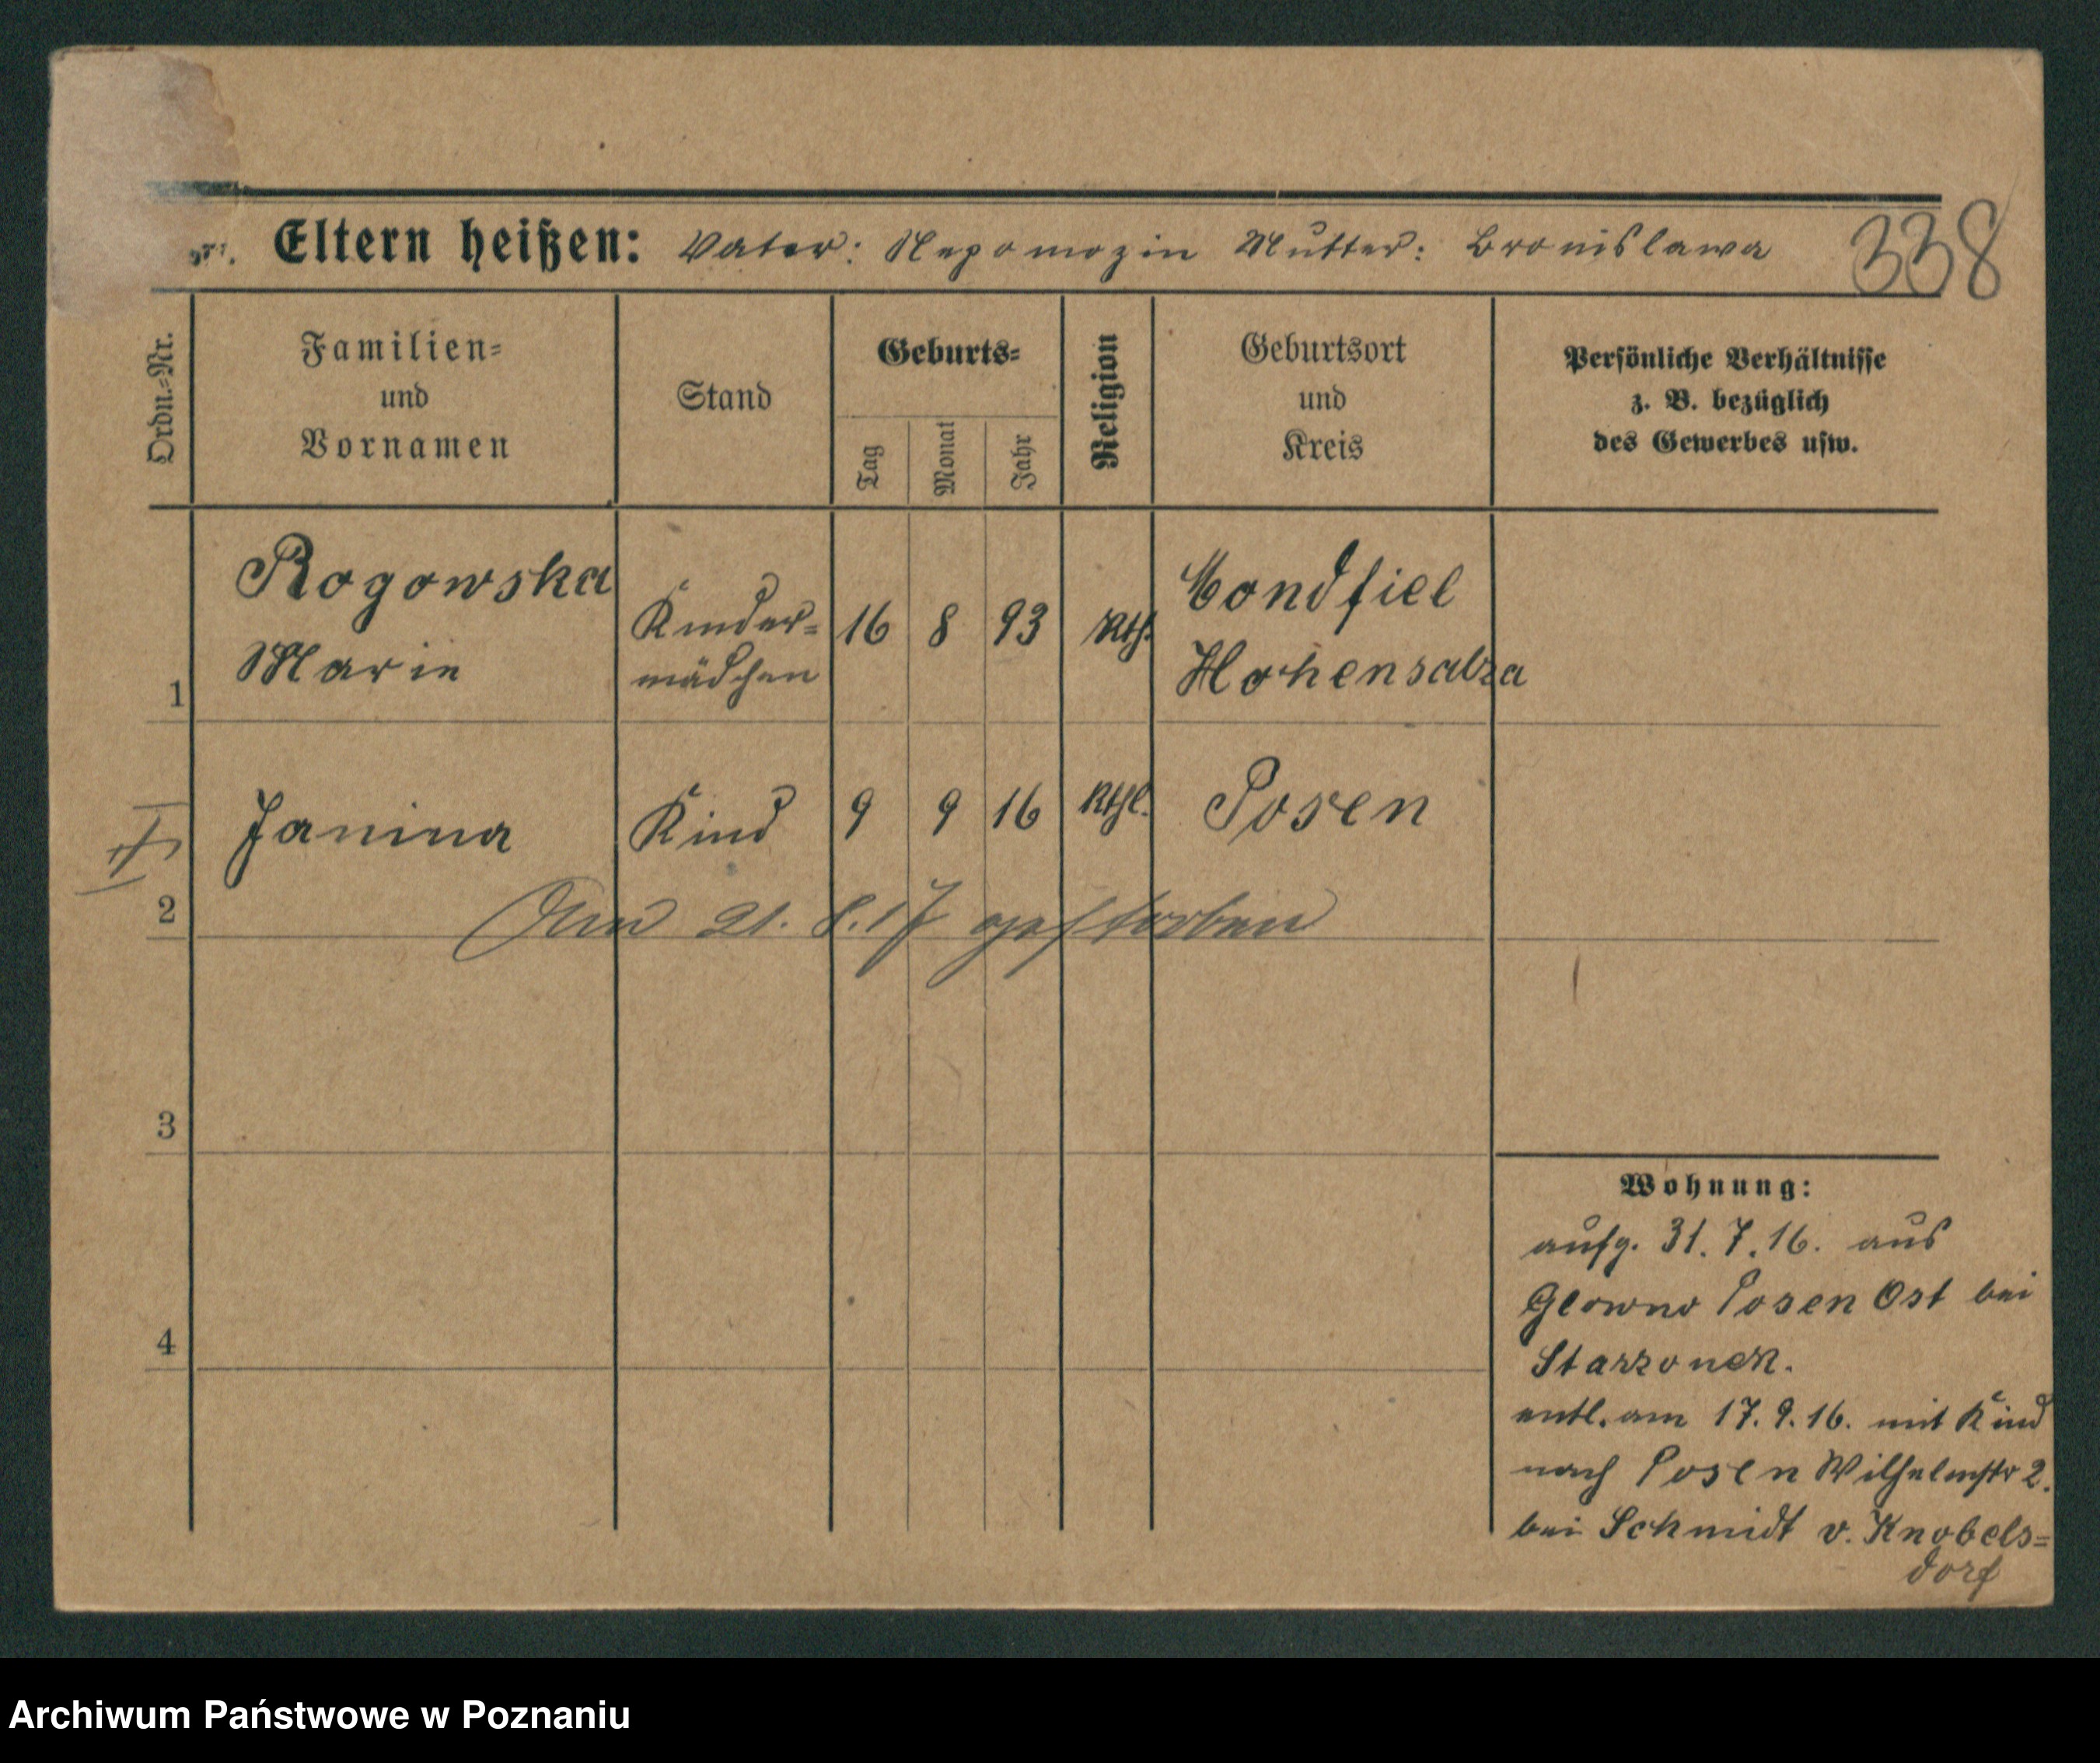 Eltern heißen: Vater: Nepomozin Mutter: Bronislawa 338
Ordn.-Nr.
Familien-
und
Vornamen
Stand
Geburts-
Tag
Monat
Jahr
Religion
Geburtsort
und
Kreis
Persönliche Verhältnisse
z. B. bezüglich
des Gewerbes usw.
1
Rogowska
Marie
Kinder-
mädchen
16 8 93 Kth.
Hohensalza
2
Janina Kind 9 9 16 Kthl. Posen
Am 21. 8. 17 gestorben
3
4
Wohnung:
aufg. 31. 7. 16. aus
Glowno Posen Ost bei
Starzonek.
entl. am 17. 9. 16. mit Kind
nach Posen Wilhelmstr 2.
bei Schmidt v. Knobels=
dorf
Archiwum Państwowe w Poznaniu